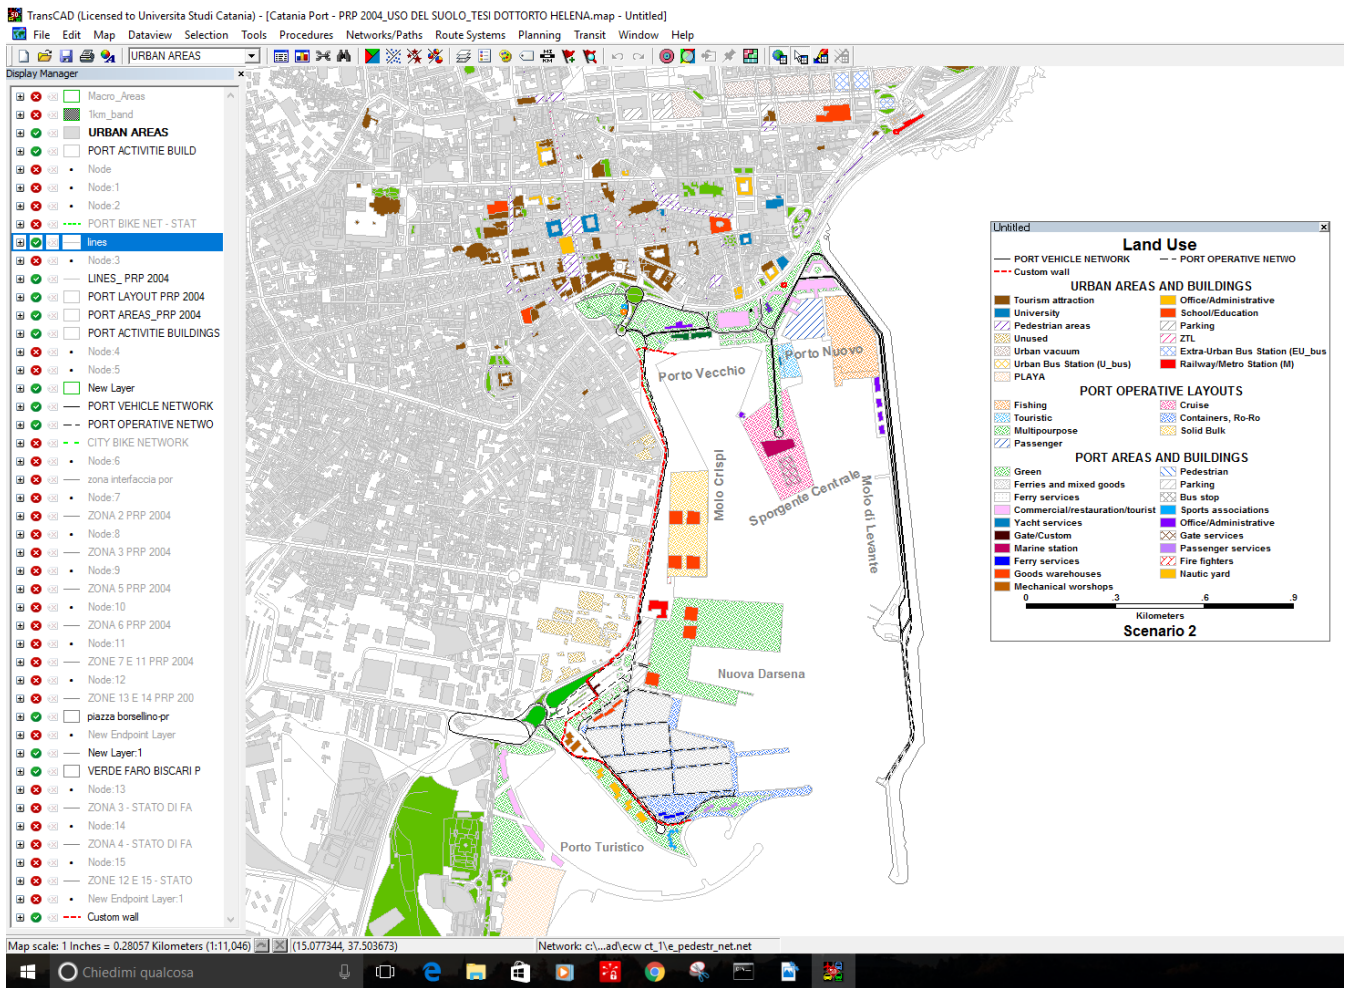 TransCAD (Licensed to Universita Studi Catania) - [Catania Port - PRP 2004_USO DEL SUOLO_TESI DOTTORTO HELENA.map - Untitled]
File Edit Map Dataview Selection Tools Procedures Networks/Paths Route Systems Planning Transit Window Help
URBAN AREAS
Display Manager
Macro_Areas
1km_band
URBAN AREAS
PORT ACTIVITIE BUILD
Node
Node:1
Node:2
PORT BIKE NET - STAT
lines
Node:3
LINES_ PRP 2004
PORT LAYOUT PRP 2004
PORT AREAS_PRP 2004
PORT ACTIVITIE BUILDINGS
Node:4
Node:5
New Layer
PORT VEHICLE NETWORK
PORT OPERATIVE NETWO
CITY BIKE NETWORK
Node:6
zona interfaccia por
Node:7
ZONA 2 PRP 2004
Node:8
ZONA 3 PRP 2004
Node:9
ZONA 5 PRP 2004
Node:10
ZONA 6 PRP 2004
Node:11
ZONE 7 E 11 PRP 2004
Node:12
ZONE 13 E 14 PRP 200
piazza borsellino-pr
New Endpoint Layer
New Layer:1
VERDE FARO BISCARI P
Node:13
ZONA 3 - STATO DI FA
Node:14
ZONA 4 - STATO DI FA
Node:15
ZONE 12 E 15 - STATO
New Endpoint Layer:1
Custom wall
Porto Vecchio
Porto Nuovo
Molo Crispi
Sporgente Centrale
Molo di Levante
Nuova Darsena
Porto Turistico
Untitled
Land Use
PORT VEHICLE NETWORK PORT OPERATIVE NETWO
Custom wall
URBAN AREAS AND BUILDINGS
Tourism attraction Office/Administrative
University School/Education
Pedestrian areas Parking
Unused ZTL
Urban vacuum Extra-Urban Bus Station (EU_bus
Urban Bus Station (U_bus) Railway/Metro Station (M)
PLAYA
PORT OPERATIVE LAYOUTS
Fishing Cruise
Touristic Containers, Ro-Ro
Multipourpose Solid Bulk
Passenger
PORT AREAS AND BUILDINGS
Green Pedestrian
Ferries and mixed goods Parking
Ferry services Bus stop
Commercial/restauration/tourist Sports associations
Yacht services Office/Administrative
Gate/Custom Gate services
Marine station Passenger services
Ferry services Fire fighters
Goods warehouses Nautic yard
Mechanical worshops
0 .3 .6 .9
Kilometers
Scenario 2
Map scale: 1 Inches = 0.28057 Kilometers (1:11,046) (15.077344, 37.503673) Network: c:\...ad\ecw ct_1\e_pedestr_net.net
Chiedimi qualcosa